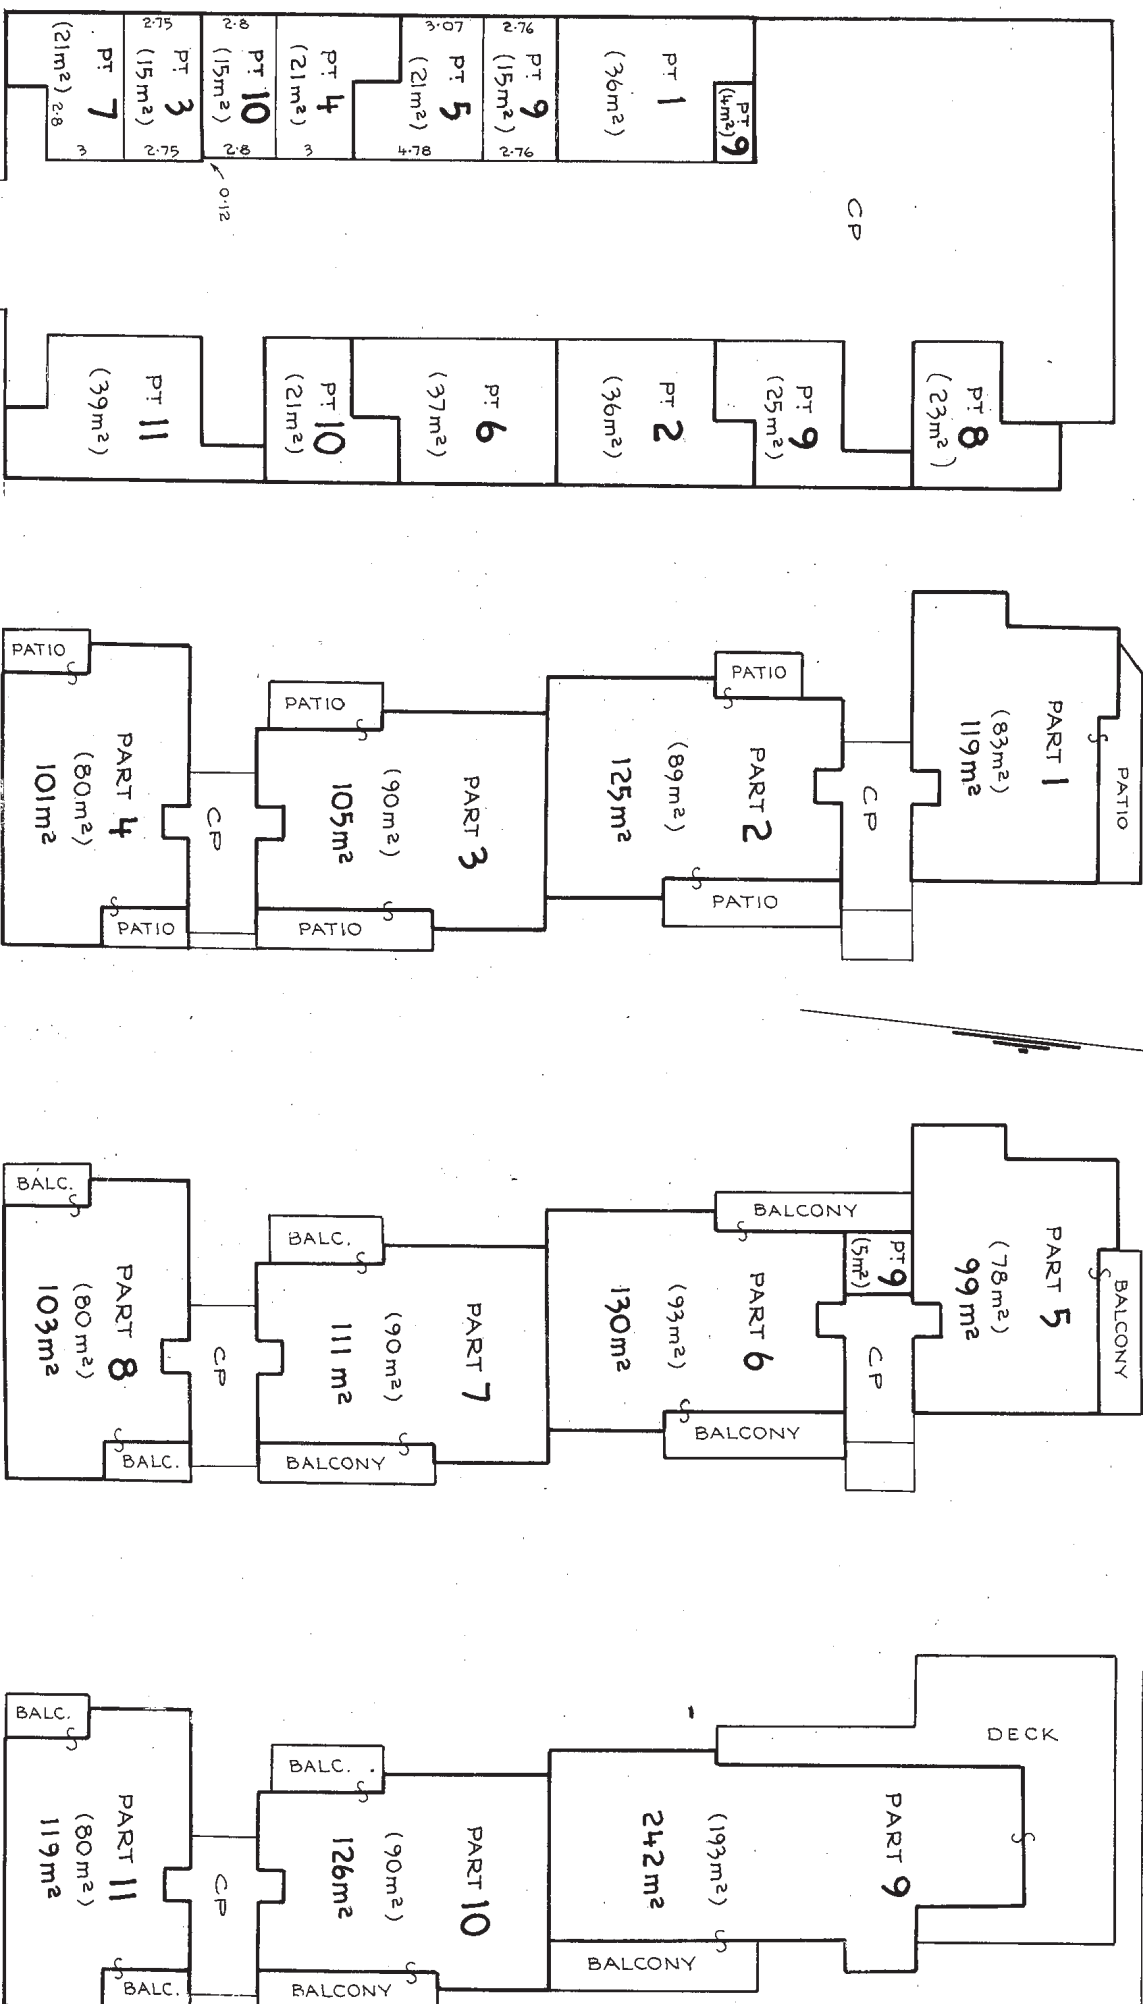 2.75
2.8
3.07
2.76
PT 7
(21m²)
2.8
3
PT 3
(15m²)
2.75
PT 10
(15m²)
2.8
PT 4
(21m²)
3
PT 5
(21m²)
4.78
PT 9
(15m²)
2.76
PT 1
(36m²)
PT 9
(4m²)
0.12
CP
PT 11
(39m²)
PT 10
(21m²)
PT 6
(37m²)
PT 2
(36m²)
PT 9
(25m²)
PT 8
(23m²)
PATIO
PART 4
(80m²)
101m²
PATIO
CP
PATIO
PART 3
(90m²)
105m²
PATIO
PATIO
PART 2
(89m²)
125m²
PATIO
CP
PART 1
(83m²)
119m²
PATIO
BALC.
PART 8
(80m²)
103m²
BALC.
CP
BALC.
PART 7
(90m²)
111m²
BALCONY
BALCONY
PT 9
(5m²)
PART 6
(93m²)
130m²
BALCONY
CP
PART 5
(78m²)
99m²
BALCONY
BALC.
PART 11
(80m²)
119m²
BALC.
CP
BALC.
PART 10
(90m²)
126m²
BALCONY
DECK
PART 9
(193m²)
242m²
BALCONY